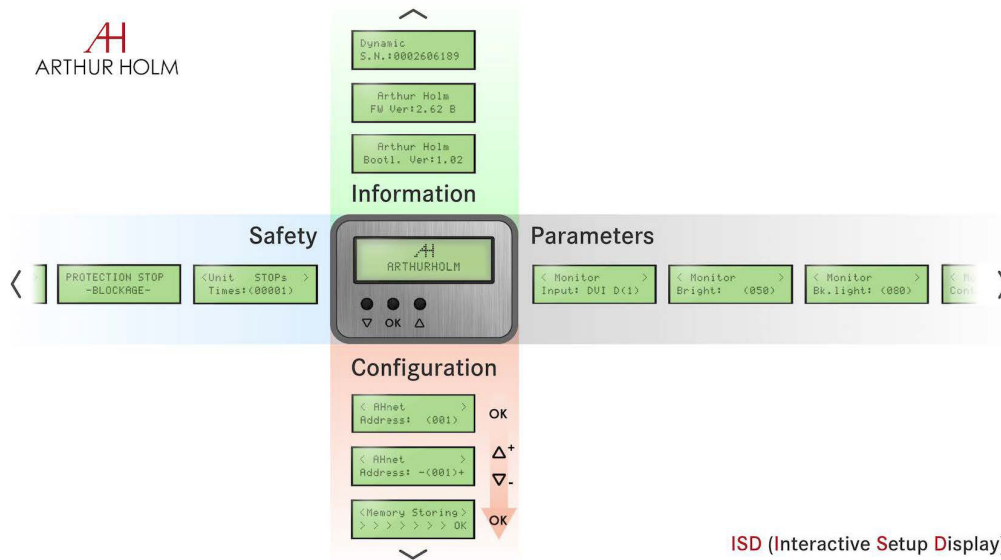 AH
ARTHUR HOLM
Dynamic
S.N.:0002606189
Arthur Holm
FW Ver:2.62 B
Arthur Holm
Bootl. Ver:1.02
Information
Safety
Parameters
PROTECTION STOP
-BLOCKAGE-
<Unit STOPs >
Times:(00001)
AH
ARTHURHOLM
OK
< Monitor >
Input: DVI D(1)
< Monitor >
Bright: (050)
< Monitor >
Bk.light: (080)
Configuration
< AHnet >
Address: (001)
OK
< AHnet >
Address: -(001)+
+
-
<Memory Storing>
> > > > > > > OK
OK
ISD (Interactive Setup Display)